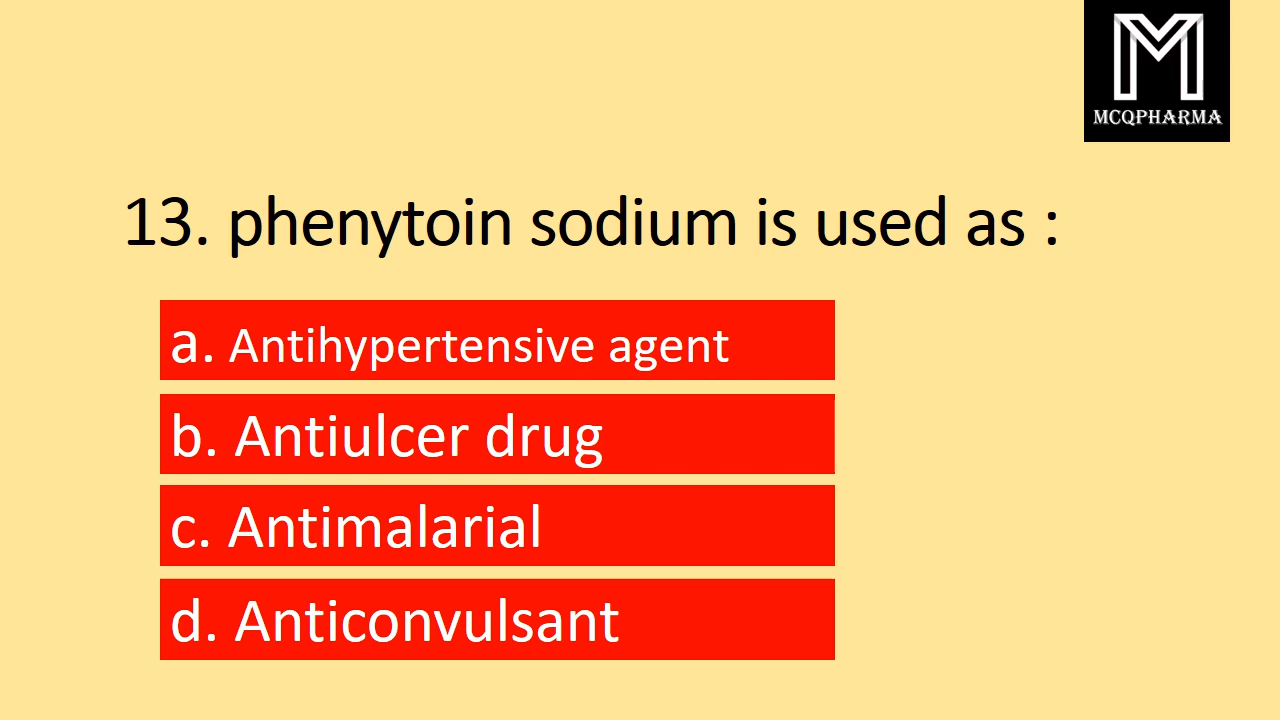 M
MCQPHARMA
13. phenytoin sodium is used as :
a. Antihypertensive agent
b. Antiulcer drug
c. Antimalarial
d. Anticonvulsant